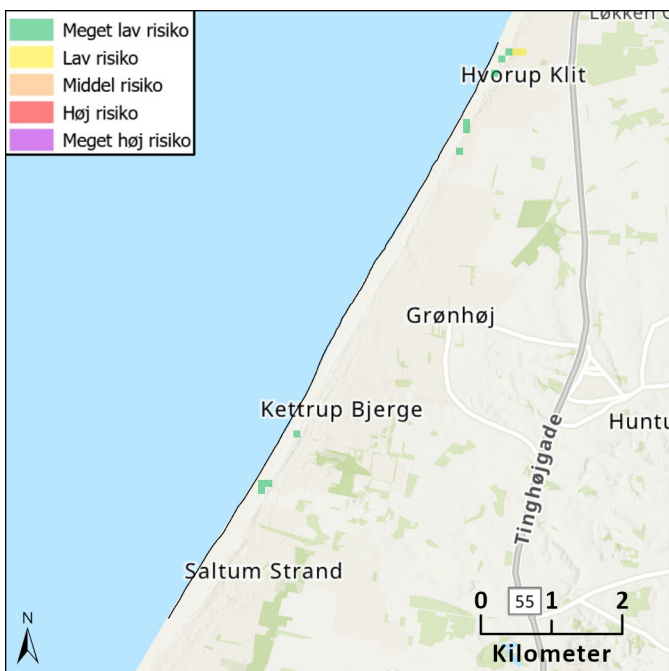 Meget lav risiko
Lav risiko
Middel risiko
Høj risiko
Meget høj risiko
Løkken
Hvorup Klit
Grønhøj
Kettrup Bjerge
Huntu
Tinghøjgade
Saltum Strand
0 55 1 2
Kilometer
N